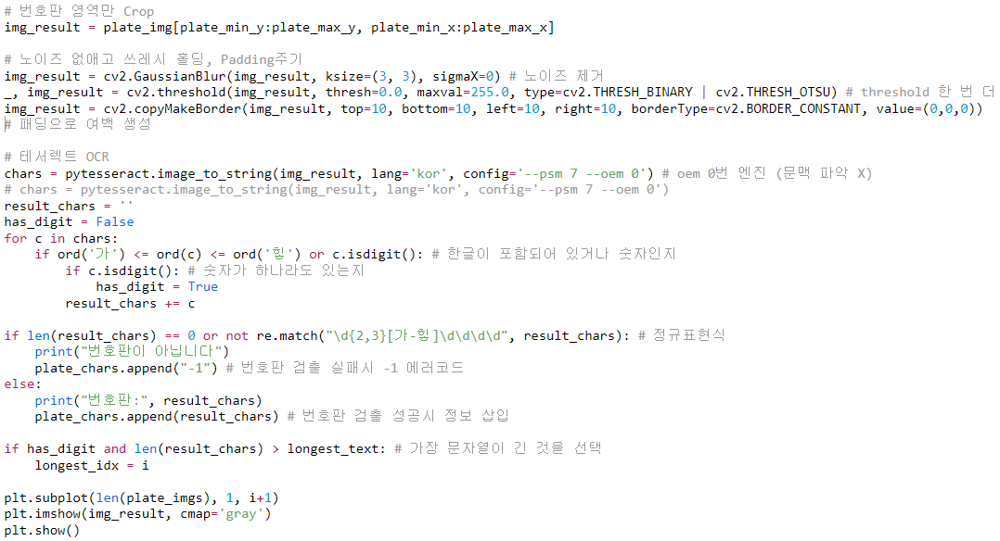 # 번호판 영역만 Crop
img_result = plate_img[plate_min_y:plate_max_y, plate_min_x:plate_max_x]
# 노이즈 없애고 쓰레시 홀딩, Padding주기
img_result = cv2.GaussianBlur(img_result, ksize=(3, 3), sigmaX=0) # 노이즈 제거
_, img_result = cv2.threshold(img_result, thresh=0.0, maxval=255.0, type=cv2.THRESH_BINARY | cv2.THRESH_OTSU) # threshold 한 번 더
img_result = cv2.copyMakeBorder(img_result, top=10, bottom=10, left=10, right=10, borderType=cv2.BORDER_CONSTANT, value=(0,0,0))
# 패딩으로 여백 생성
# 테서렉트 OCR
chars = pytesseract.image_to_string(img_result, lang='kor', config='--psm 7 --oem 0') # oem 0번 엔진 (문맥 파악 X)
# chars = pytesseract.image_to_string(img_result, lang='kor', config='--psm 7 --oem 0')
result_chars = ''
has_digit = False
for c in chars:
    if ord('가') <= ord(c) <= ord('힣') or c.isdigit(): # 한글이 포함되어 있거나 숫자인지
        if c.isdigit(): # 숫자가 하나라도 있는지
            has_digit = True
        result_chars += c
if len(result_chars) == 0 or not re.match("\d{2,3}[가-힣]\d\d\d\d", result_chars): # 정규표현식
    print("번호판이 아닙니다")
    plate_chars.append("-1") # 번호판 검출 실패시 -1 에러코드
else:
    print("번호판:", result_chars)
    plate_chars.append(result_chars) # 번호판 검출 성공시 정보 삽입
if has_digit and len(result_chars) > longest_text: # 가장 문자열이 긴 것을 선택
    longest_idx = i
plt.subplot(len(plate_imgs), 1, i+1)
plt.imshow(img_result, cmap='gray')
plt.show()